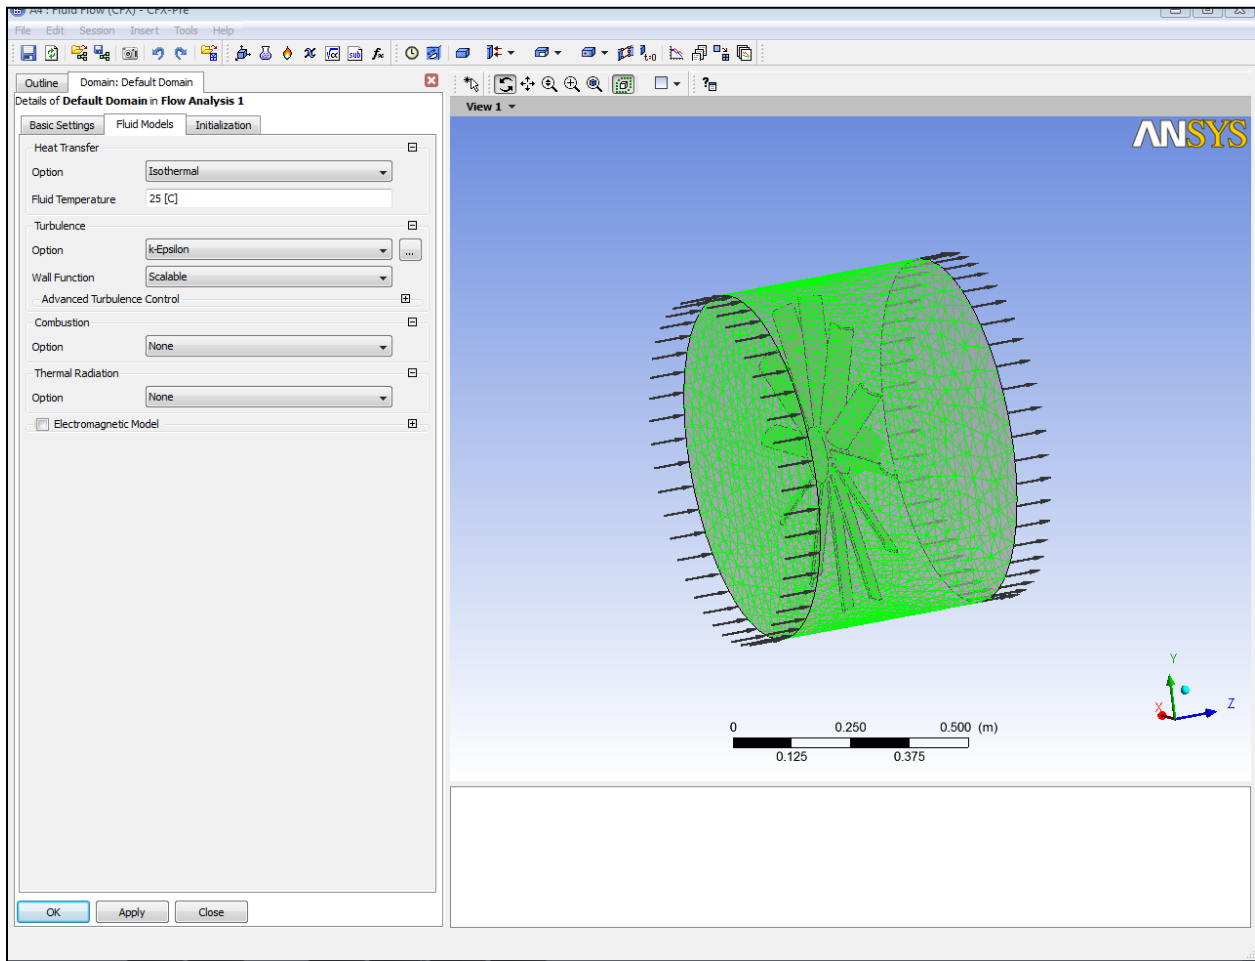 A4 : Fluid Flow (CFX) - CFX-Pre
File Edit Session Insert Tools Help
Outline Domain: Default Domain
Details of Default Domain in Flow Analysis 1
Basic Settings Fluid Models Initialization
Heat Transfer
Option Isothermal
Fluid Temperature 25 [C]
Turbulence
Option k-Epsilon ...
Wall Function Scalable
Advanced Turbulence Control
Combustion
Option None
Thermal Radiation
Option None
Electromagnetic Model
OK Apply Close
View 1
ANSYS
Y
X
Z
0 0.250 0.500 (m)
0.125 0.375